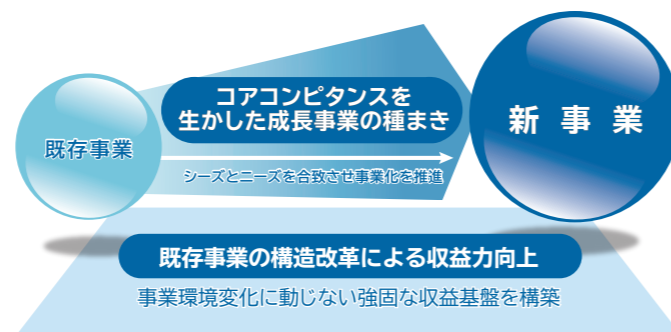 既存事業
コアコンピタンスを
生かした成長事業の種まき
シーズとニーズを合致させ事業化を推進
新事業
既存事業の構造改革による収益力向上
事業環境変化に動じない強固な収益基盤を構築